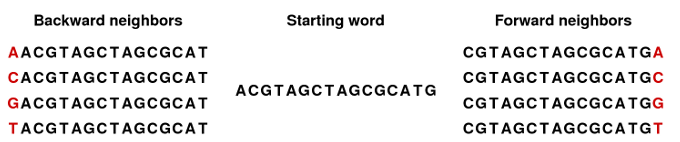 Backward neighbors
AACGTAGCTAGCGCAT
CACGTAGCTAGCGCAT
GACGTAGCTAGCGCAT
TACGTAGCTAGCGCAT
Starting word
ACGTAGCTAGCGCATG
Forward neighbors
CGTAGCTAGCGCATGA
CGTAGCTAGCGCATGC
CGTAGCTAGCGCATGG
CGTAGCTAGCGCATGT